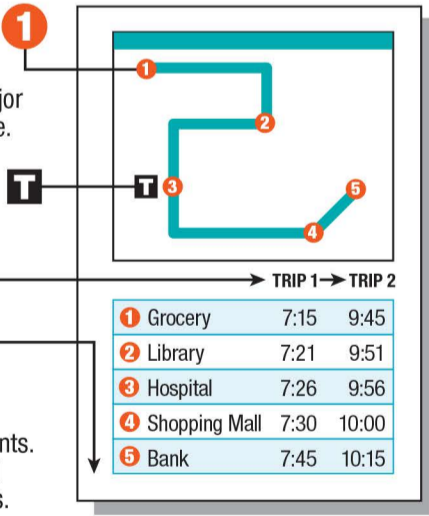 1
1
jor
e.
2
T
T 3
5
4
TRIP 1 TRIP 2
1 Grocery 7:15 9:45
2 Library 7:21 9:51
3 Hospital 7:26 9:56
4 Shopping Mall 7:30 10:00
5 Bank 7:45 10:15
nts.
s.